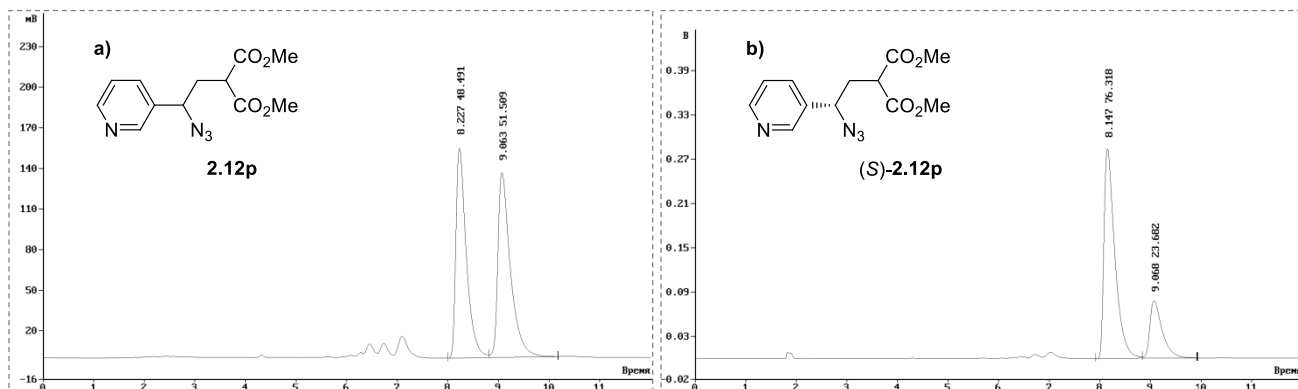 мВ
a)
CO₂Me
CO₂Me
N
N₃
2.12p
8.227 48.491
9.063 51.509
230
200
170
140
110
80
50
20
-16
0
1
2
3
4
5
6
7
8
9
10
11
Время
В
b)
CO₂Me
CO₂Me
N
N₃
(S)-2.12p
8.147 76.318
9.068 23.682
0.39
0.33
0.27
0.21
0.15
0.09
0.03
-0.02
0
2
3
4
5
6
7
8
9
10
11
Время